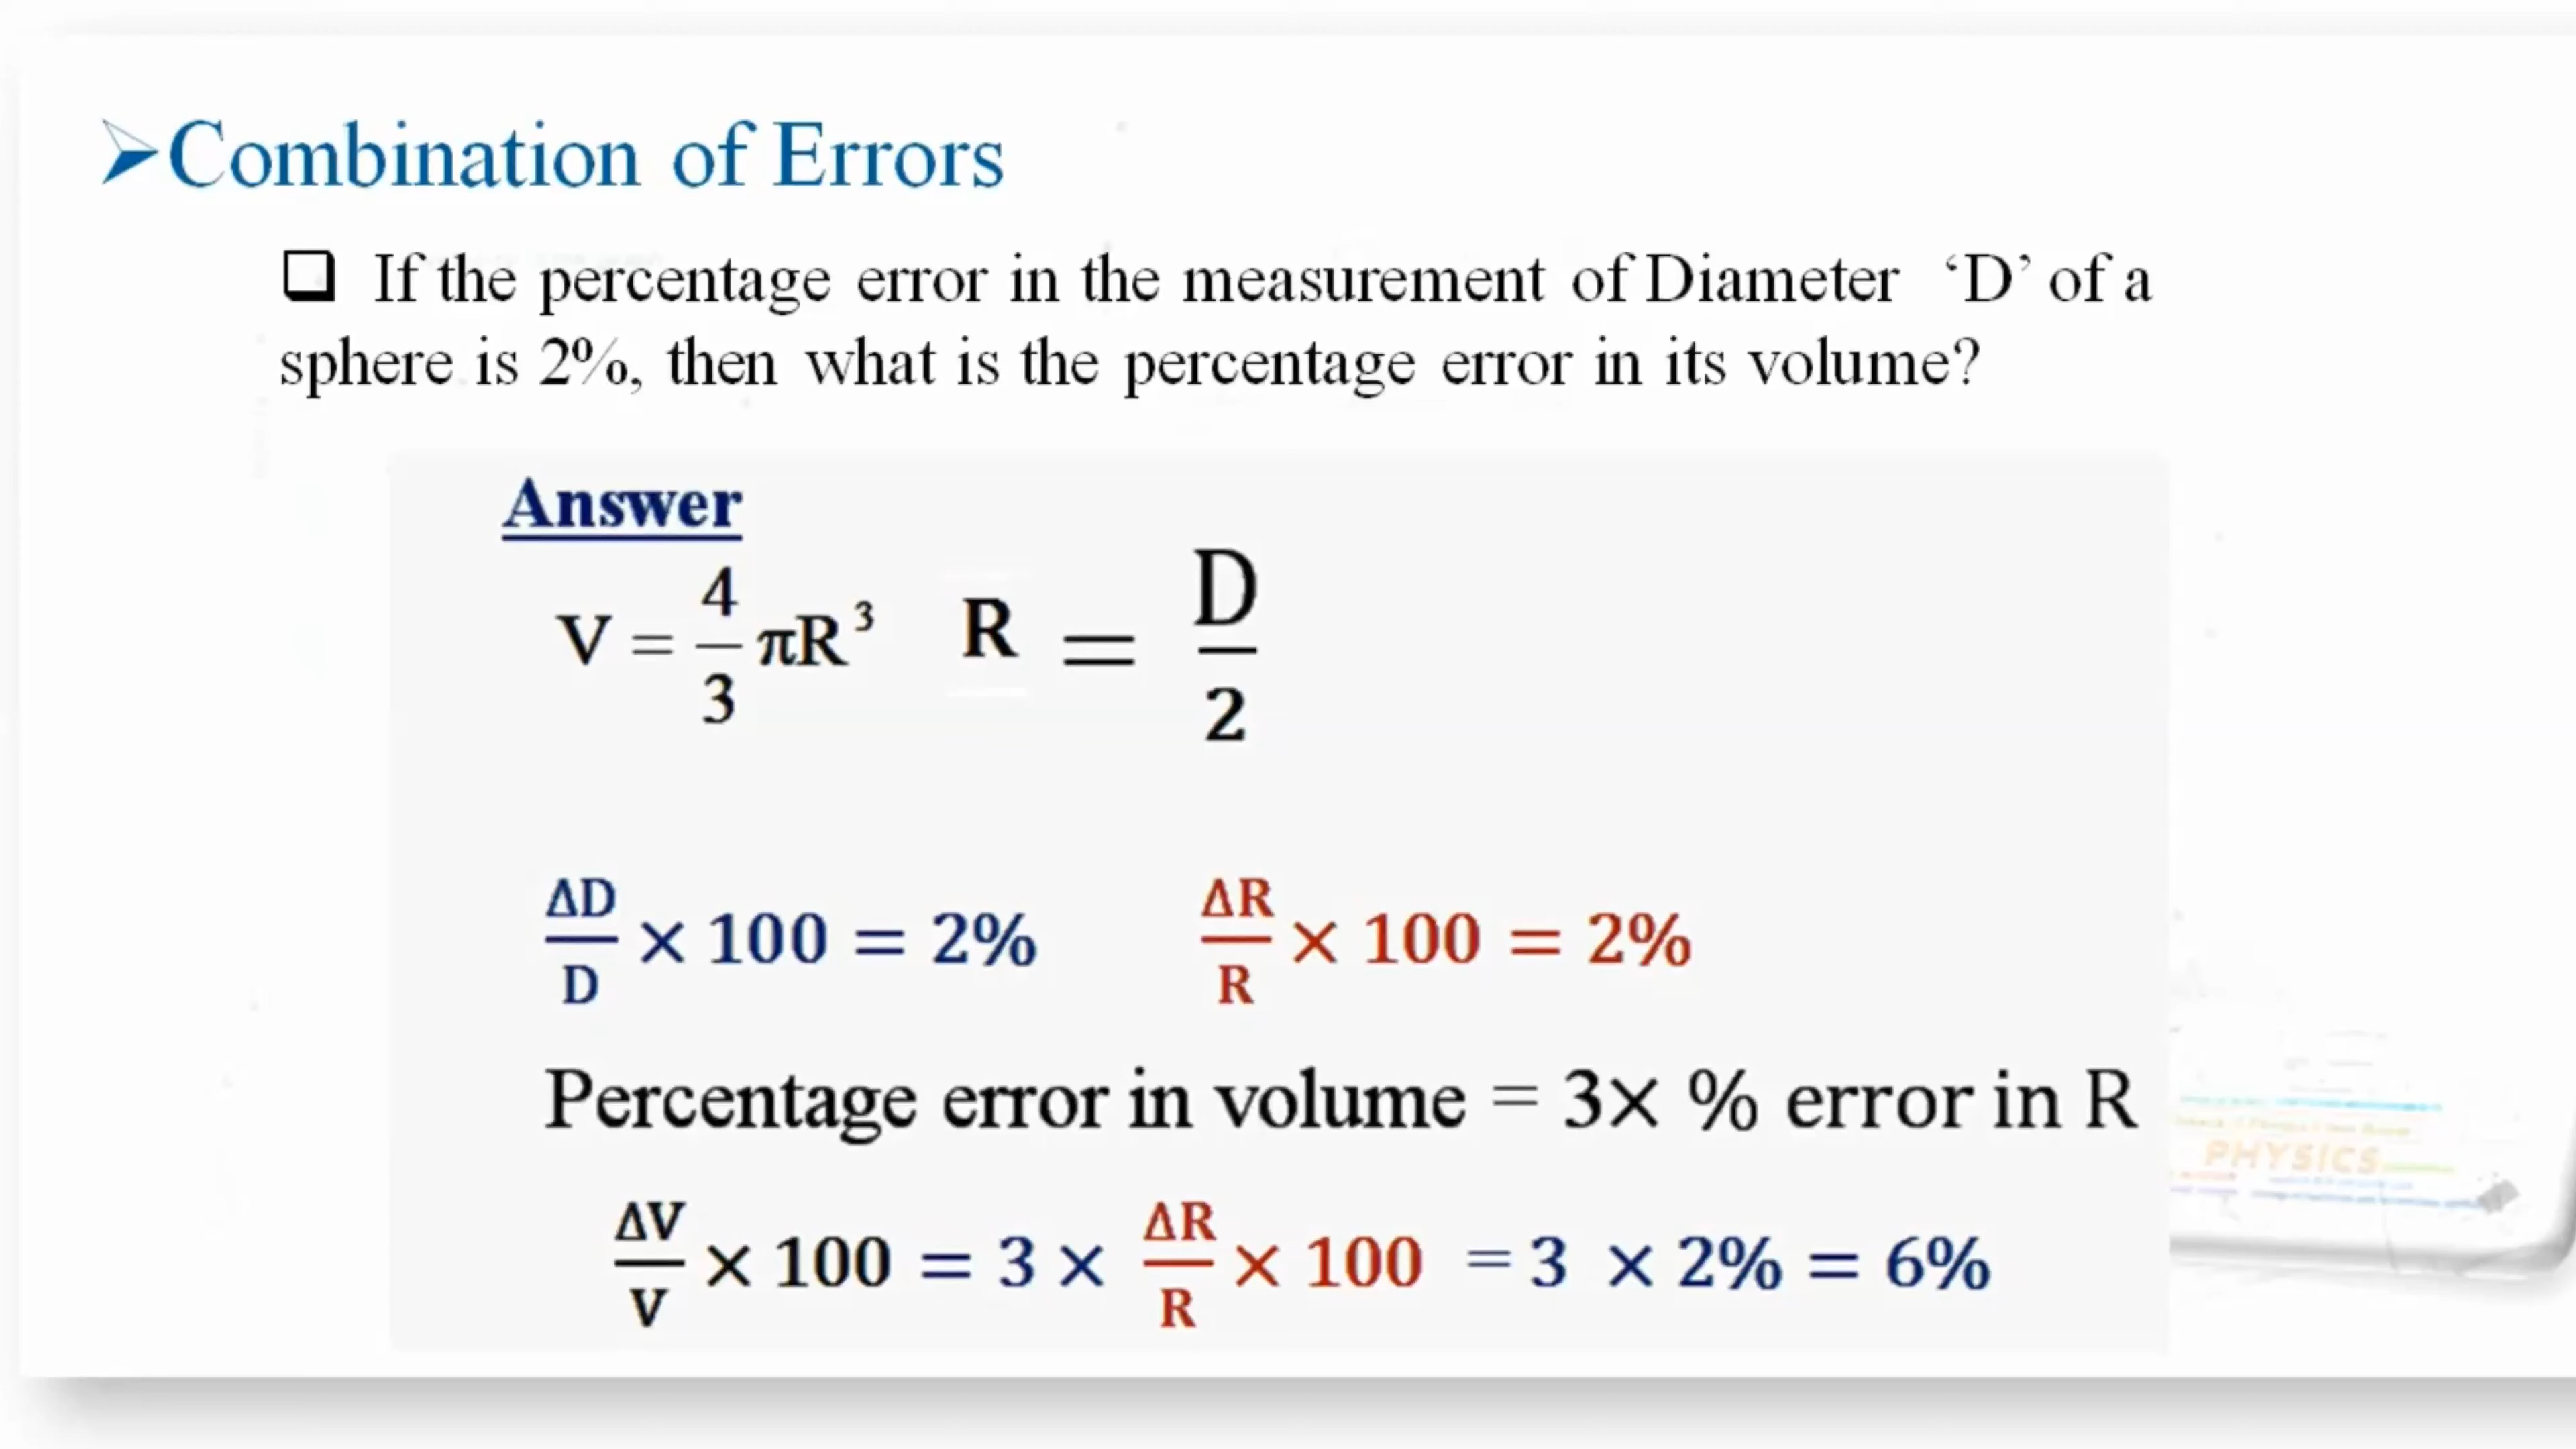 ➢Combination of Errors
❑ If the percentage error in the measurement of Diameter ‘D’ of a
sphere is 2%, then what is the percentage error in its volume?
Answer
V = 4/3 πR³ R = D/2
ΔD/D × 100 = 2% ΔR/R × 100 = 2%
Percentage error in volume = 3× % error in R
ΔV/V × 100 = 3 × ΔR/R × 100 = 3 × 2% = 6%
PHYSICS